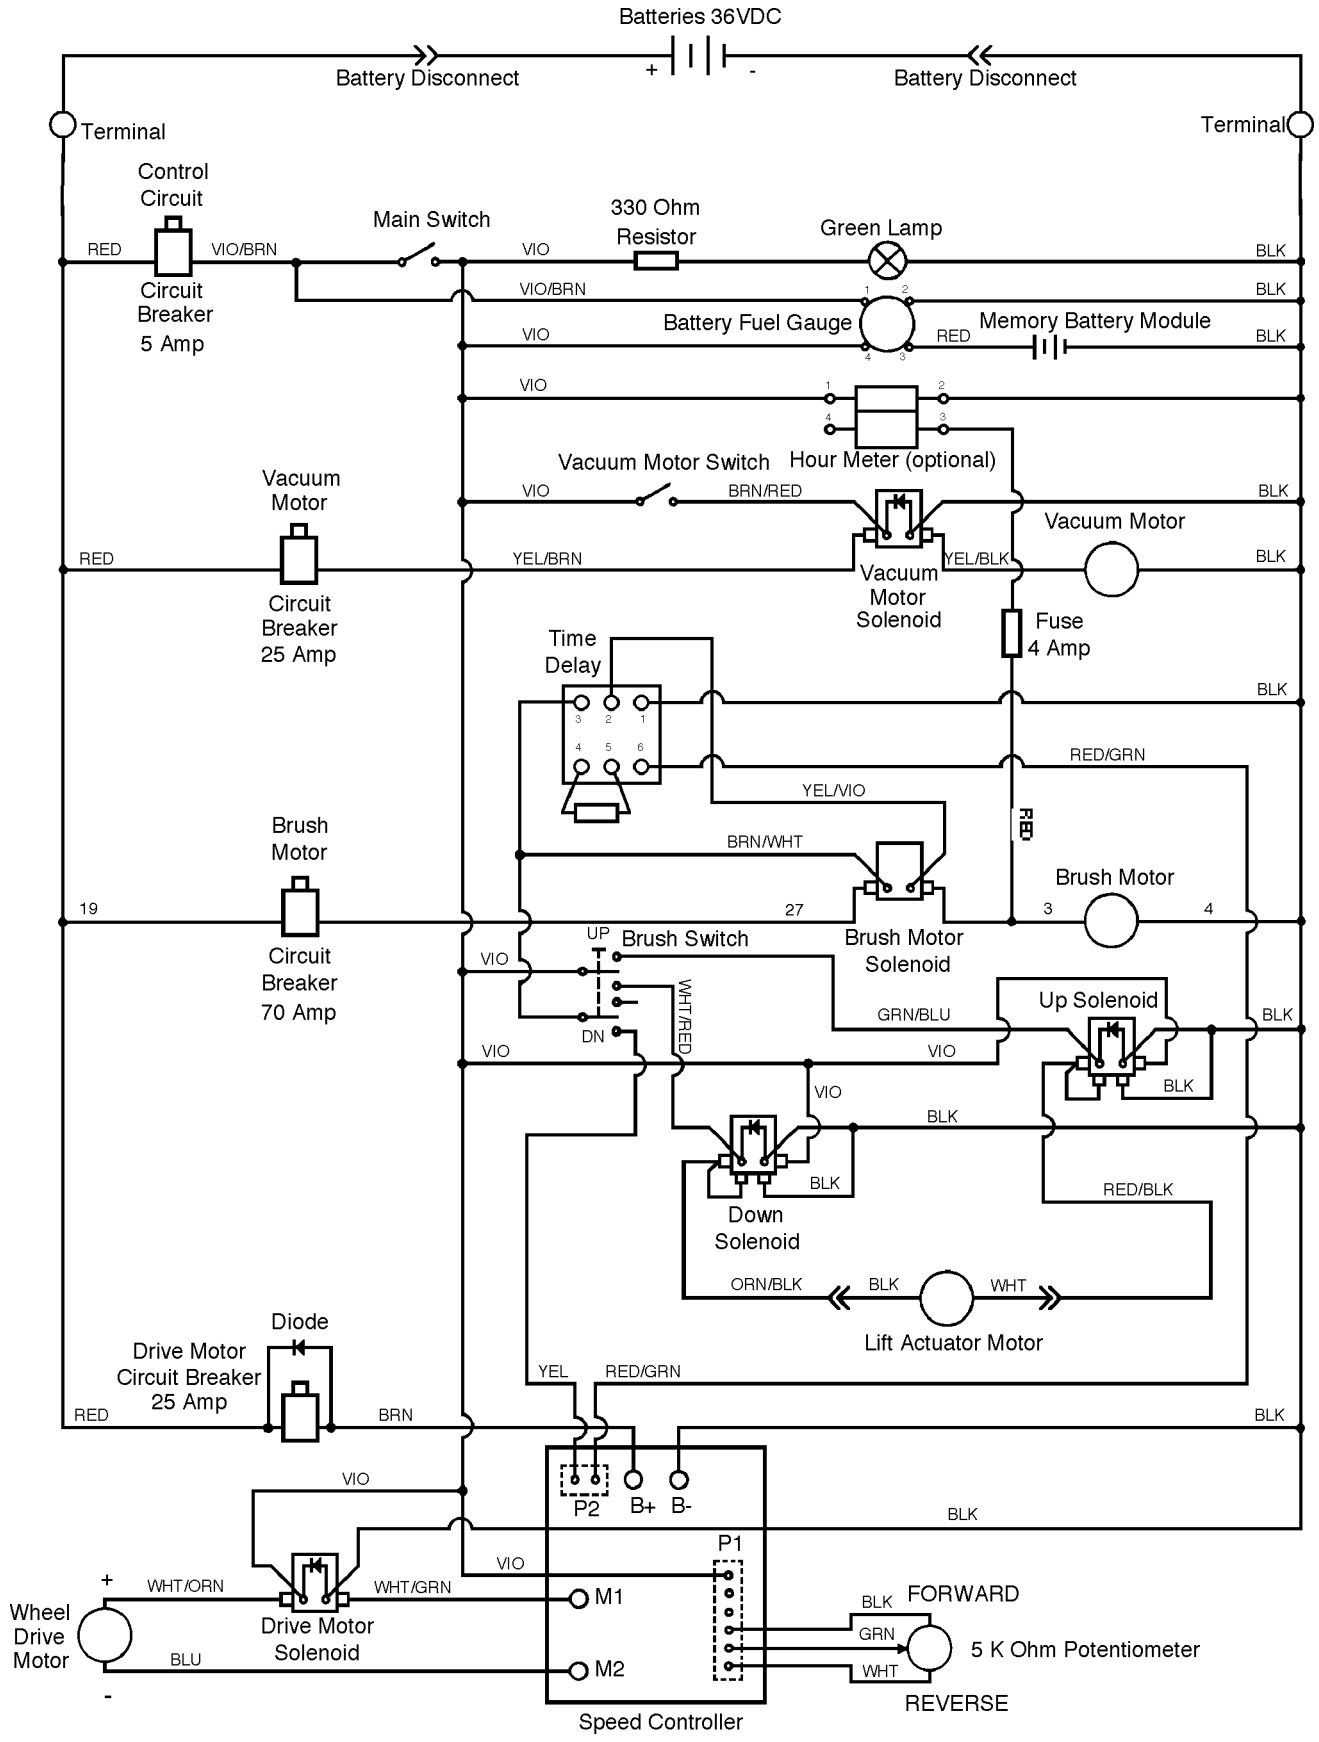 Batteries 36VDC
+ -
Battery Disconnect
Battery Disconnect
Terminal
Terminal
Control
Circuit
Main Switch
330 Ohm
Resistor
Green Lamp
RED
VIO/BRN
VIO
BLK
Circuit
Breaker
5 Amp
VIO/BRN
1 2
BLK
Battery Fuel Gauge
Memory Battery Module
VIO
RED
BLK
4 3
VIO
1 2
4 3
Hour Meter (optional)
Vacuum
Motor
Vacuum Motor Switch
VIO
BRN/RED
BLK
Vacuum Motor
RED
YEL/BRN
YEL/BLK
BLK
Vacuum
Motor
Solenoid
Circuit
Breaker
25 Amp
Fuse
4 Amp
Time
Delay
BLK
3 2 1
4 5 6
RED/GRN
YEL/VIO
RED
Brush
Motor
BRN/WHT
Brush Motor
19
27
3
4
Circuit
Breaker
70 Amp
UP
Brush Switch
Brush Motor
Solenoid
VIO
WHT/RED
DN
GRN/BLU
Up Solenoid
BLK
VIO
VIO
VIO
BLK
BLK
BLK
Down
Solenoid
RED/BLK
ORN/BLK
BLK
WHT
Lift Actuator Motor
Diode
Drive Motor
Circuit Breaker
25 Amp
YEL
RED/GRN
RED
BRN
BLK
VIO
P2
B+
B-
BLK
P1
VIO
+
WHT/ORN
WHT/GRN
M1
Wheel
Drive
Motor
Drive Motor
Solenoid
BLU
M2
-
BLK
FORWARD
GRN
5 K Ohm Potentiometer
WHT
REVERSE
Speed Controller